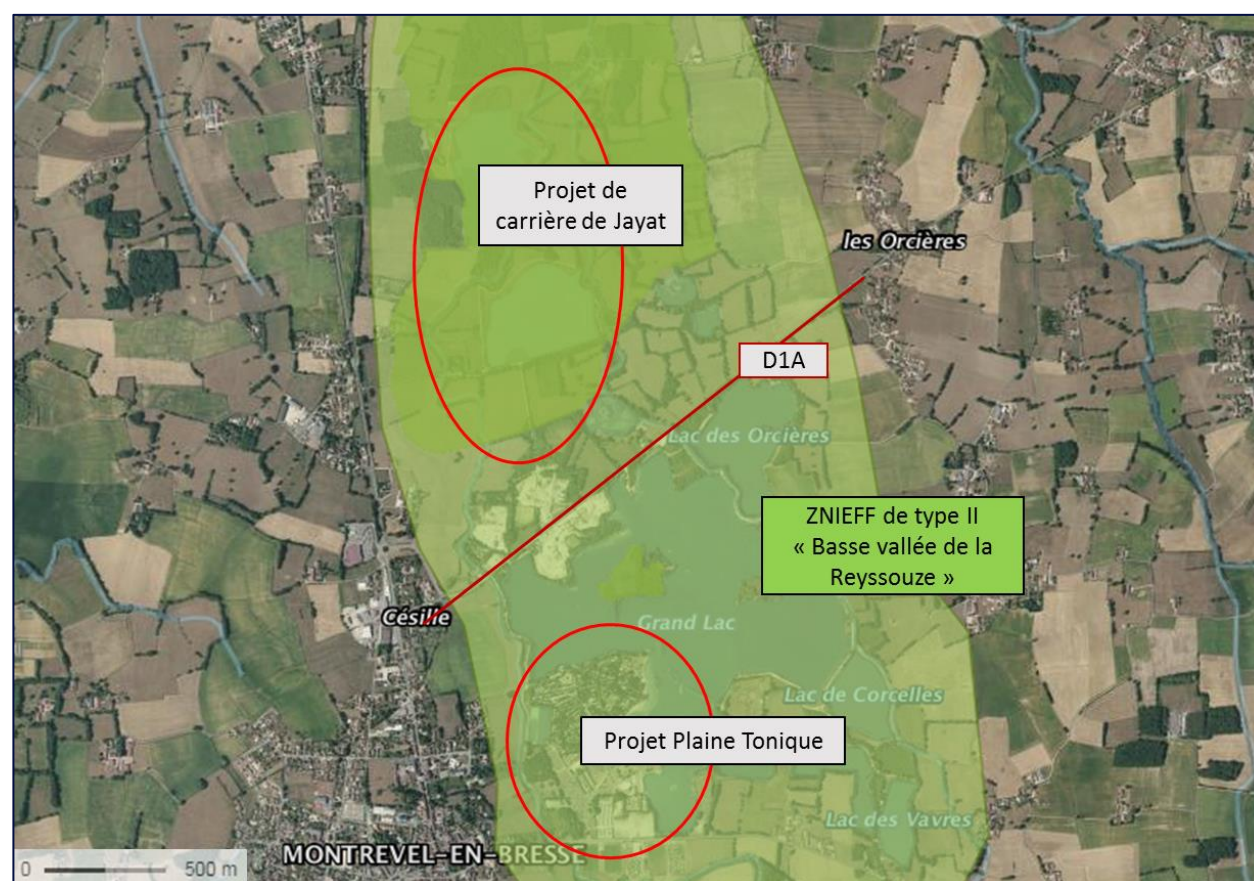 Projet de
carrière de Jayat
les Orcières
D1A
Lac des Orcières
ZNIEFF de type II
« Basse vallée de la
Reyssouze »
Césille
Grand Lac
Lac de Corcelles
Projet Plaine Tonique
Lac des Vavres
MONTREVEL-EN-BRESSE
0 500 m